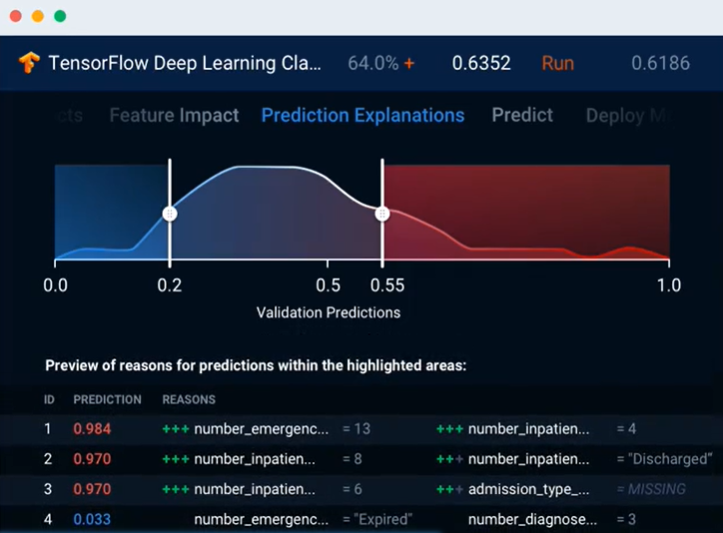 TensorFlow Deep Learning Cla... 64.0% + 0.6352 Run 0.6186
Feature Impact Prediction Explanations Predict Deploy
0.0 0.2 0.5 0.55 1.0
Validation Predictions
Preview of reasons for predictions within the highlighted areas:
ID PREDICTION REASONS
1 0.984 +++ number_emergenc... = 13 +++ number_inpatien... = 4
2 0.970 +++ number_inpatien... = 8 +++ number_inpatien... = "Discharged"
3 0.970 +++ number_inpatien... = 6 +++ admission_type_... = MISSING
4 0.033 number_emergenc... = "Expired" number_diagnose... = 3